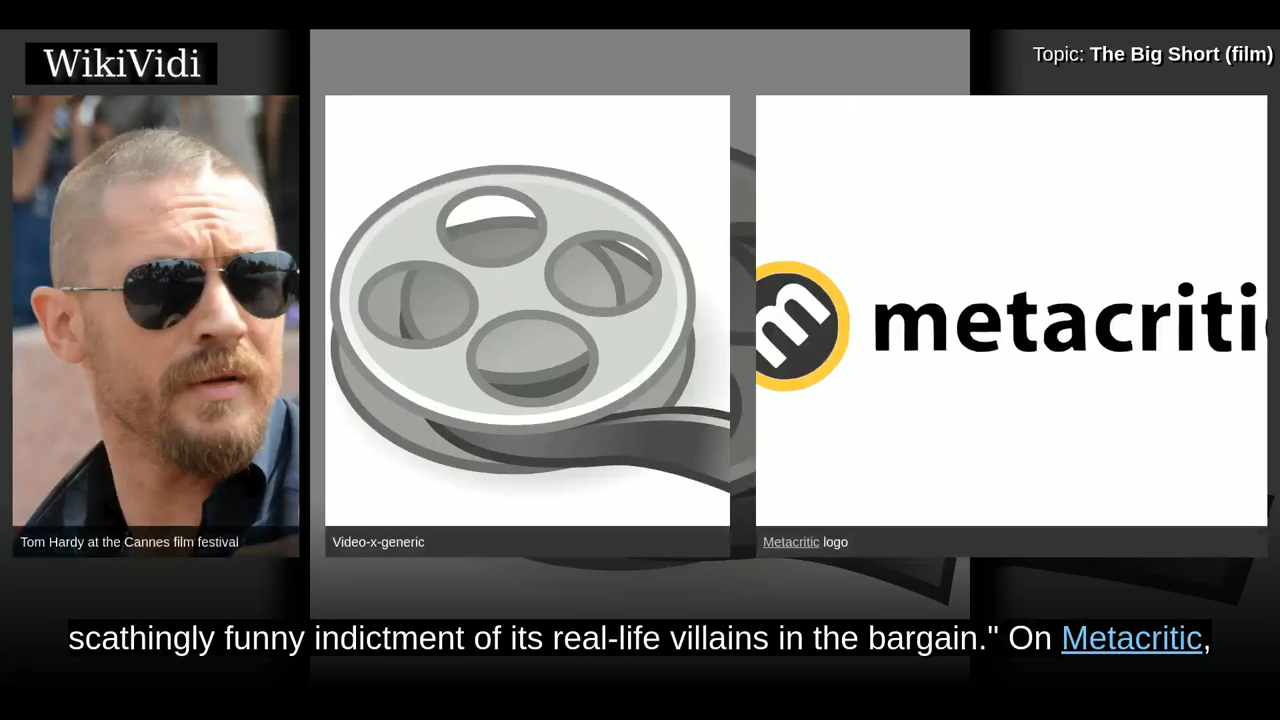 WikiVidi
Topic: The Big Short (film)
m metacritic
Tom Hardy at the Cannes film festival
Video-x-generic
Metacritic logo
scathingly funny indictment of its real-life villains in the bargain." On Metacritic,